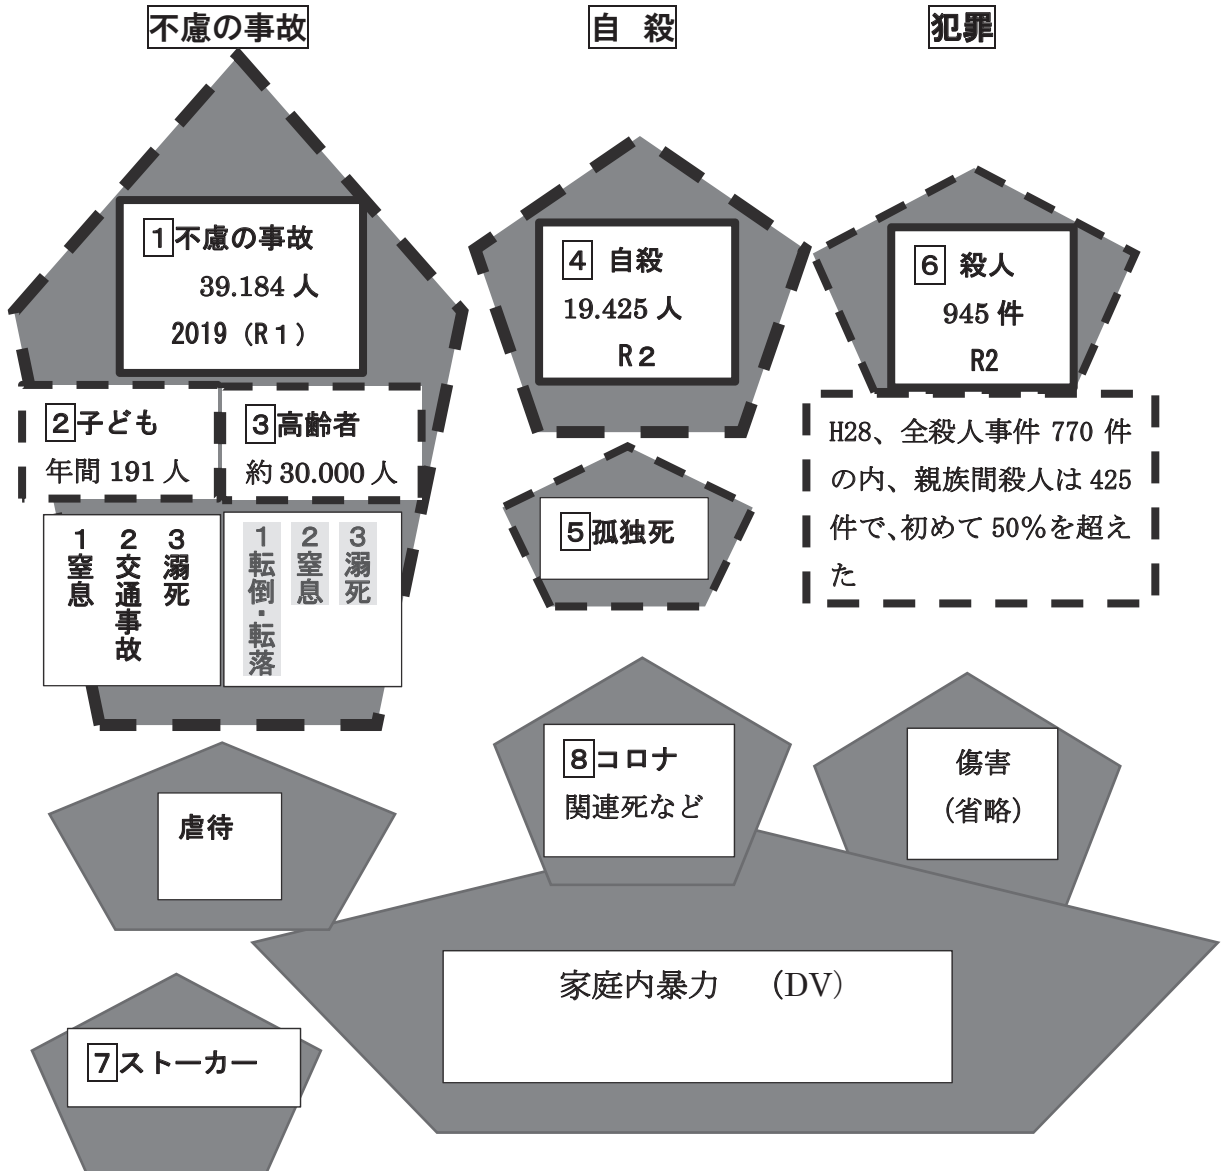 不慮の事故
自 殺
犯罪
1不慮の事故
39.184 人
2019（R１）
4 自殺
19.425 人
R２
6 殺人
945 件
R2
2子ども
年間 191 人
3高齢者
約 30.000 人
H28、全殺人事件 770 件
の内、親族間殺人は 425
件で、初めて 50％を超え
た
5孤独死
１窒息
２交通事故
３溺死
１転倒・転落
２窒息
３溺死
8コロナ
関連死など
傷害
（省略）
虐待
家庭内暴力 （DV）
7ストーカー